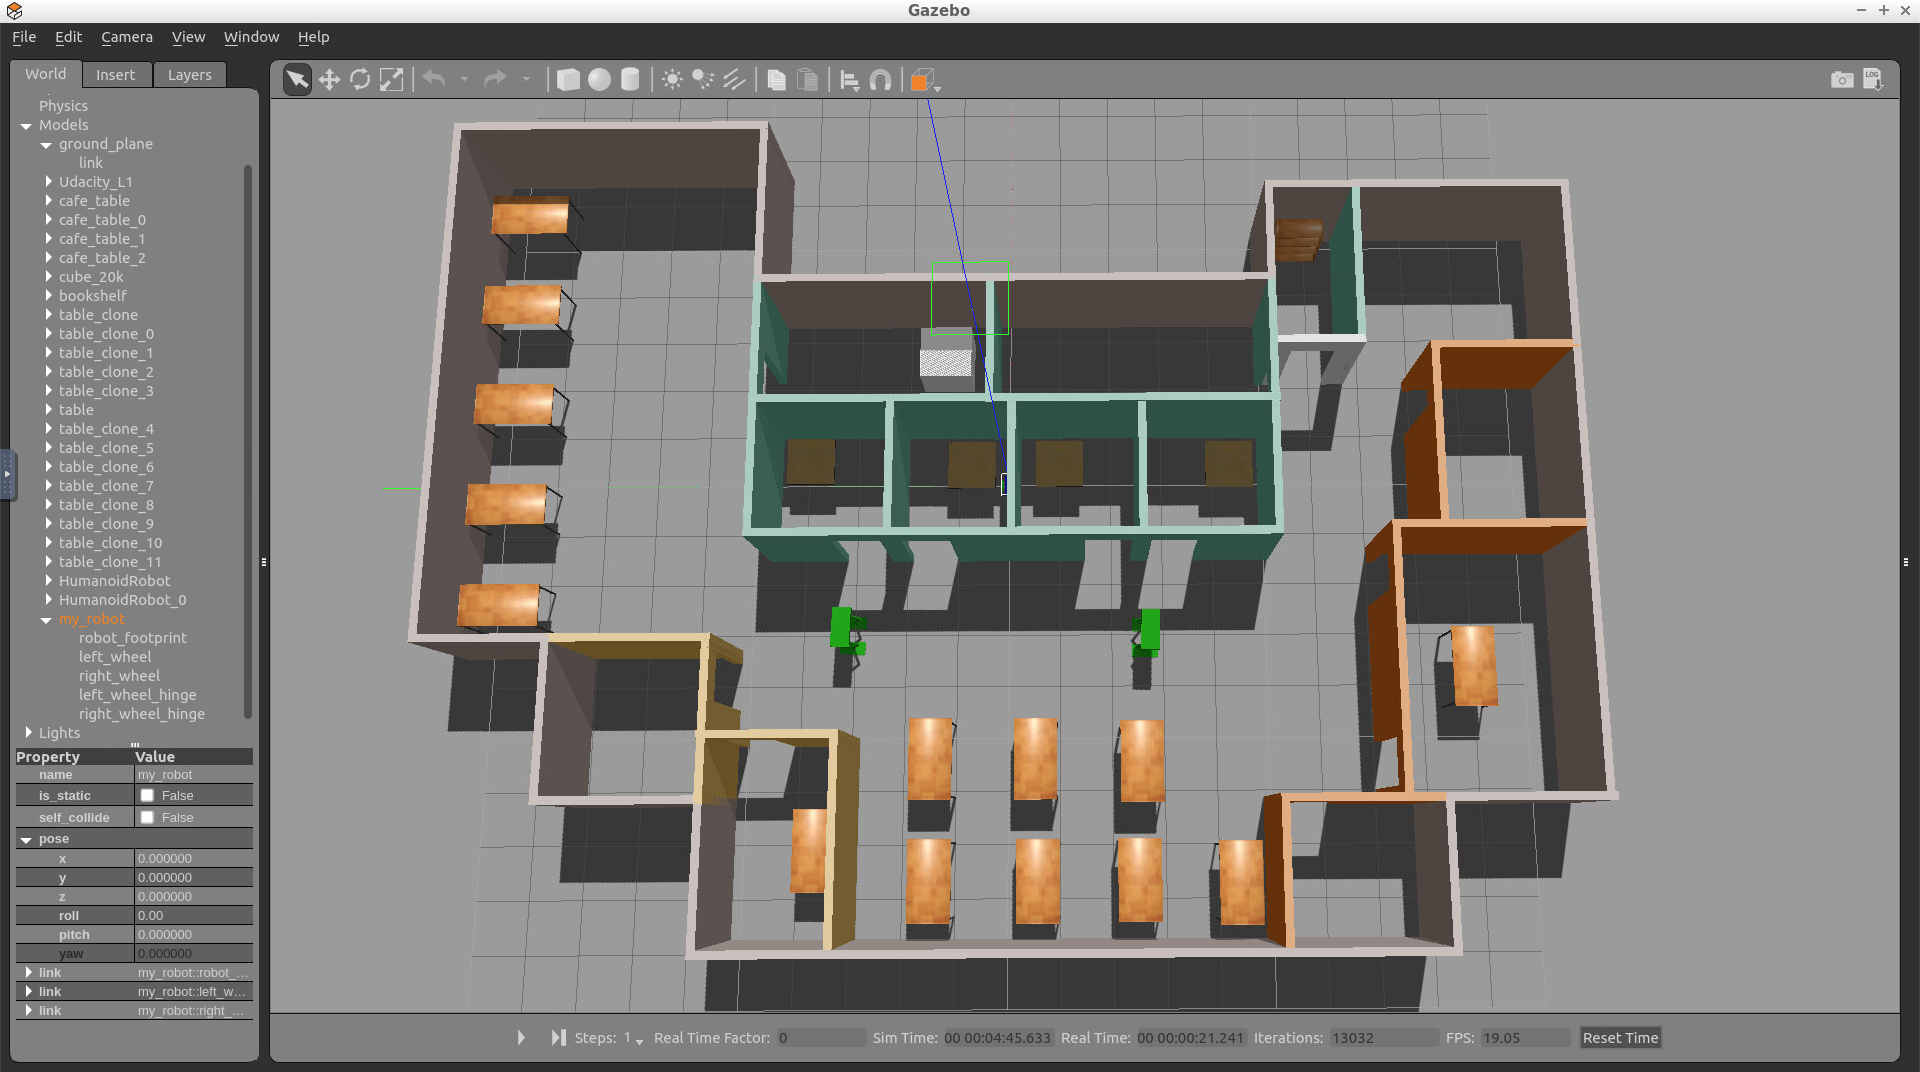 Gazebo
File Edit Camera View Window Help
World Insert Layers
LOG
Physics
Models
ground_plane
link
Udacity_L1
cafe_table
cafe_table_0
cafe_table_1
cafe_table_2
cube_20k
bookshelf
table_clone
table_clone_0
table_clone_1
table_clone_2
table_clone_3
table
table_clone_4
table_clone_5
table_clone_6
table_clone_7
table_clone_8
table_clone_9
table_clone_10
table_clone_11
HumanoidRobot
HumanoidRobot_0
my_robot
robot_footprint
left_wheel
right_wheel
left_wheel_hinge
right_wheel_hinge
Lights
Property Value
name my_robot
is_static False
self_collide False
pose
x 0.000000
y 0.000000
z 0.000000
roll 0.00
pitch 0.000000
yaw 0.000000
link my_robot::robot_...
link my_robot::left_w...
link my_robot::right_...
Steps: 1 Real Time Factor: 0 Sim Time: 00 00:04:45.633 Real Time: 00 00:00:21.241 Iterations: 13032 FPS: 19.05 Reset Time